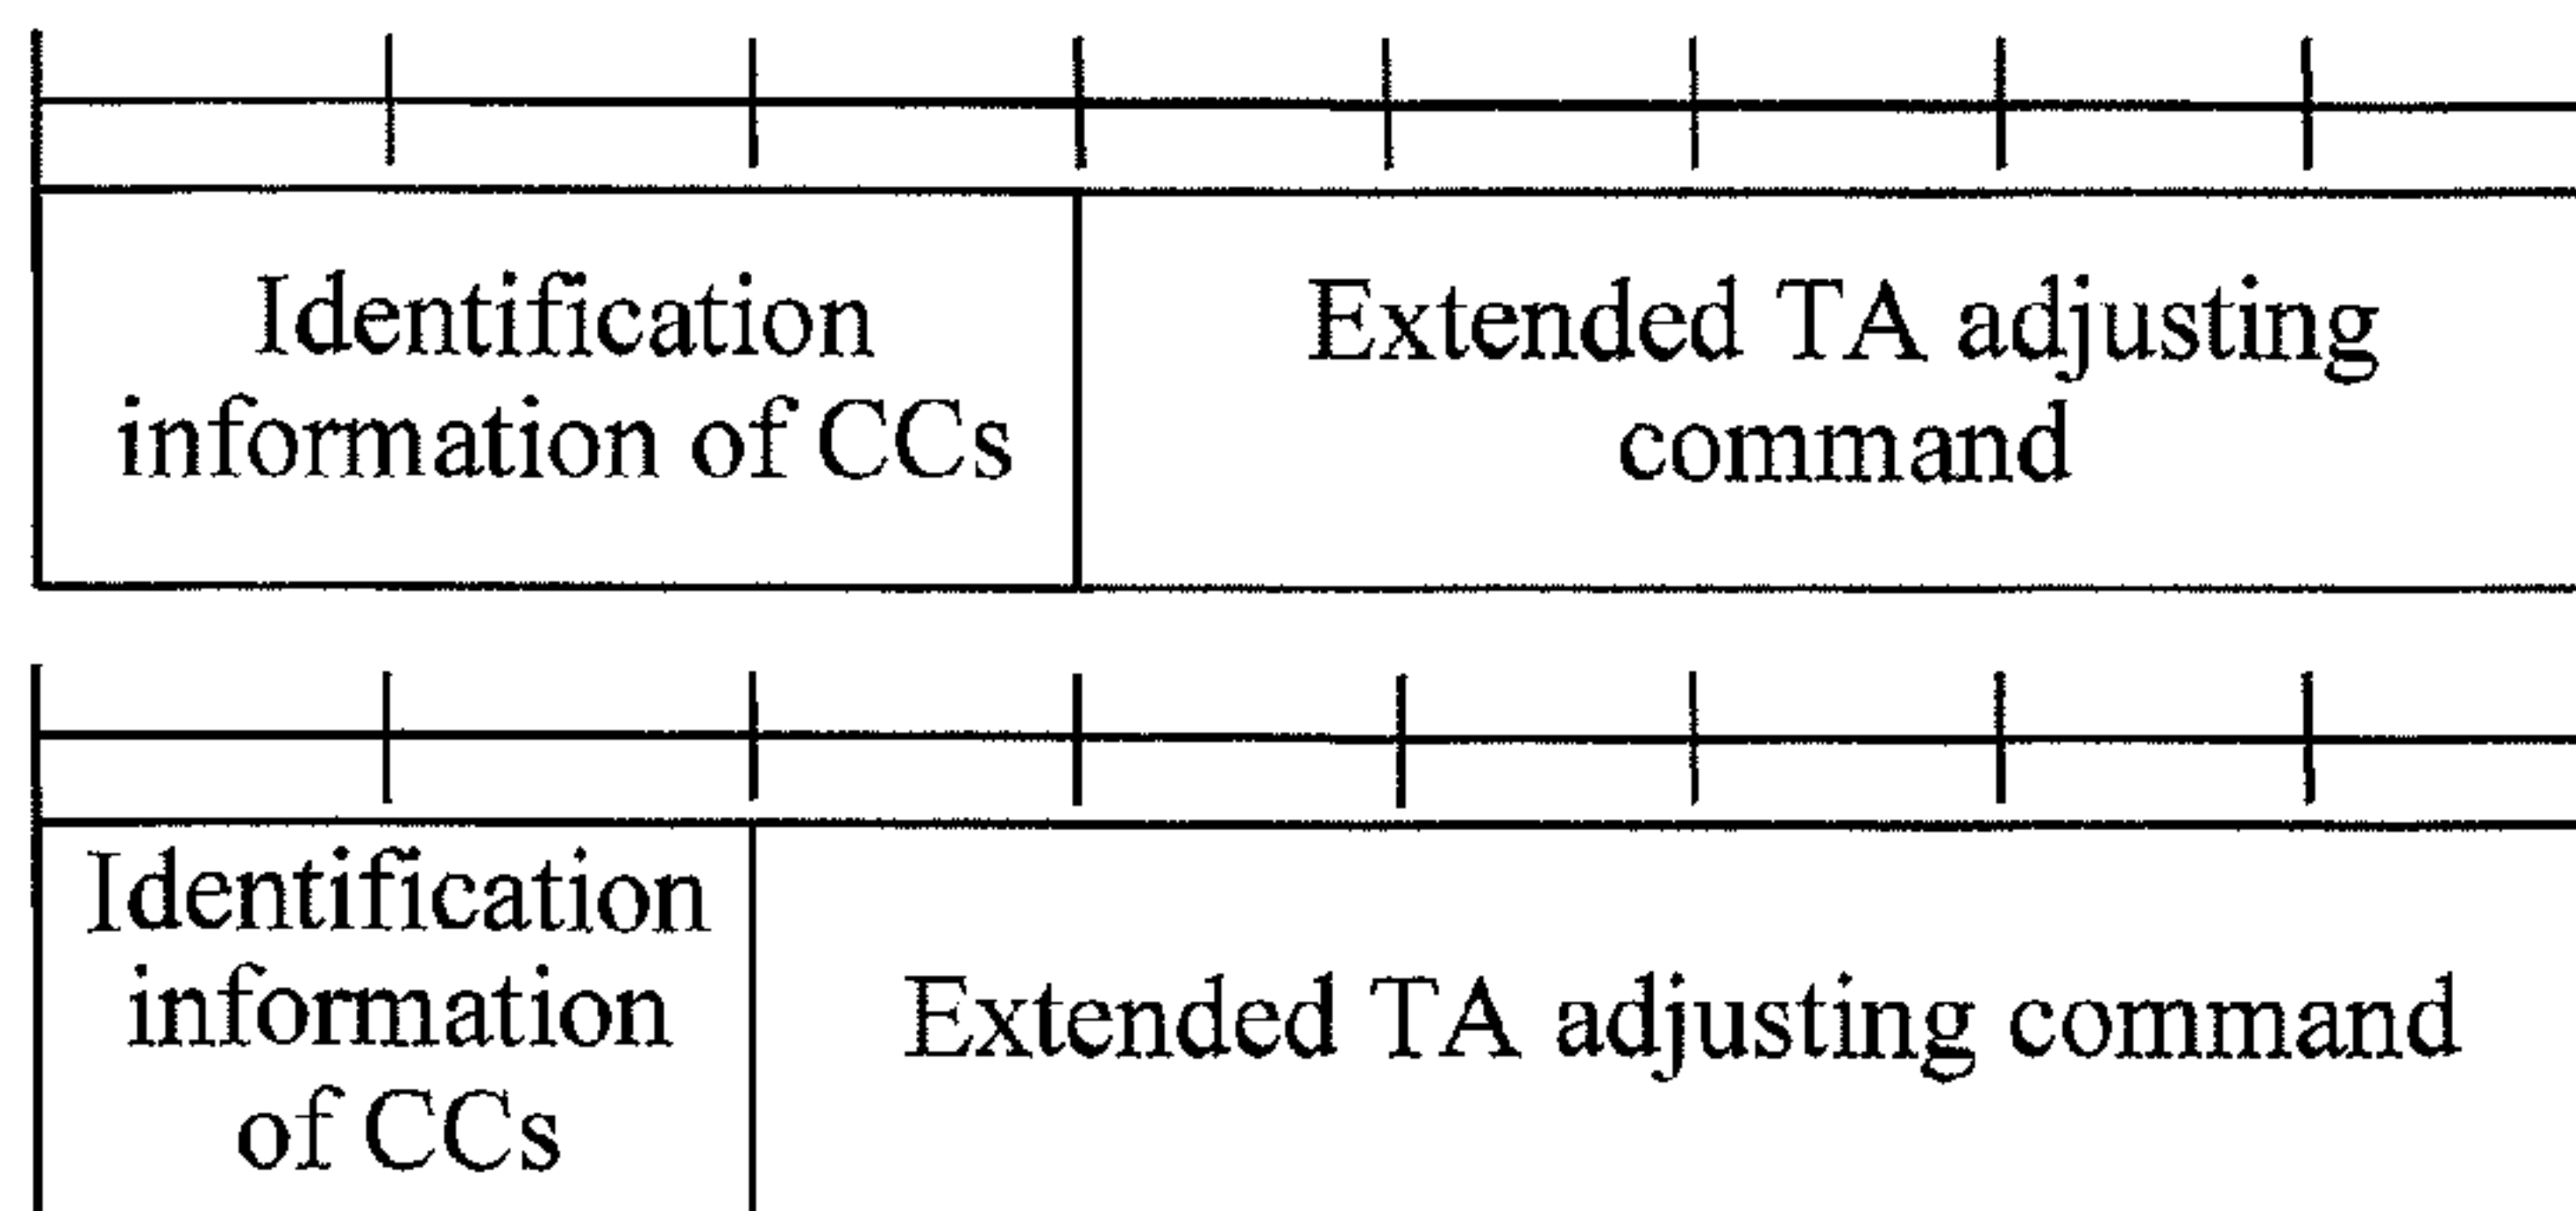 Identification
information of CCs
Extended TA adjusting
command
Identification
information
of CCs
Extended TA adjusting command